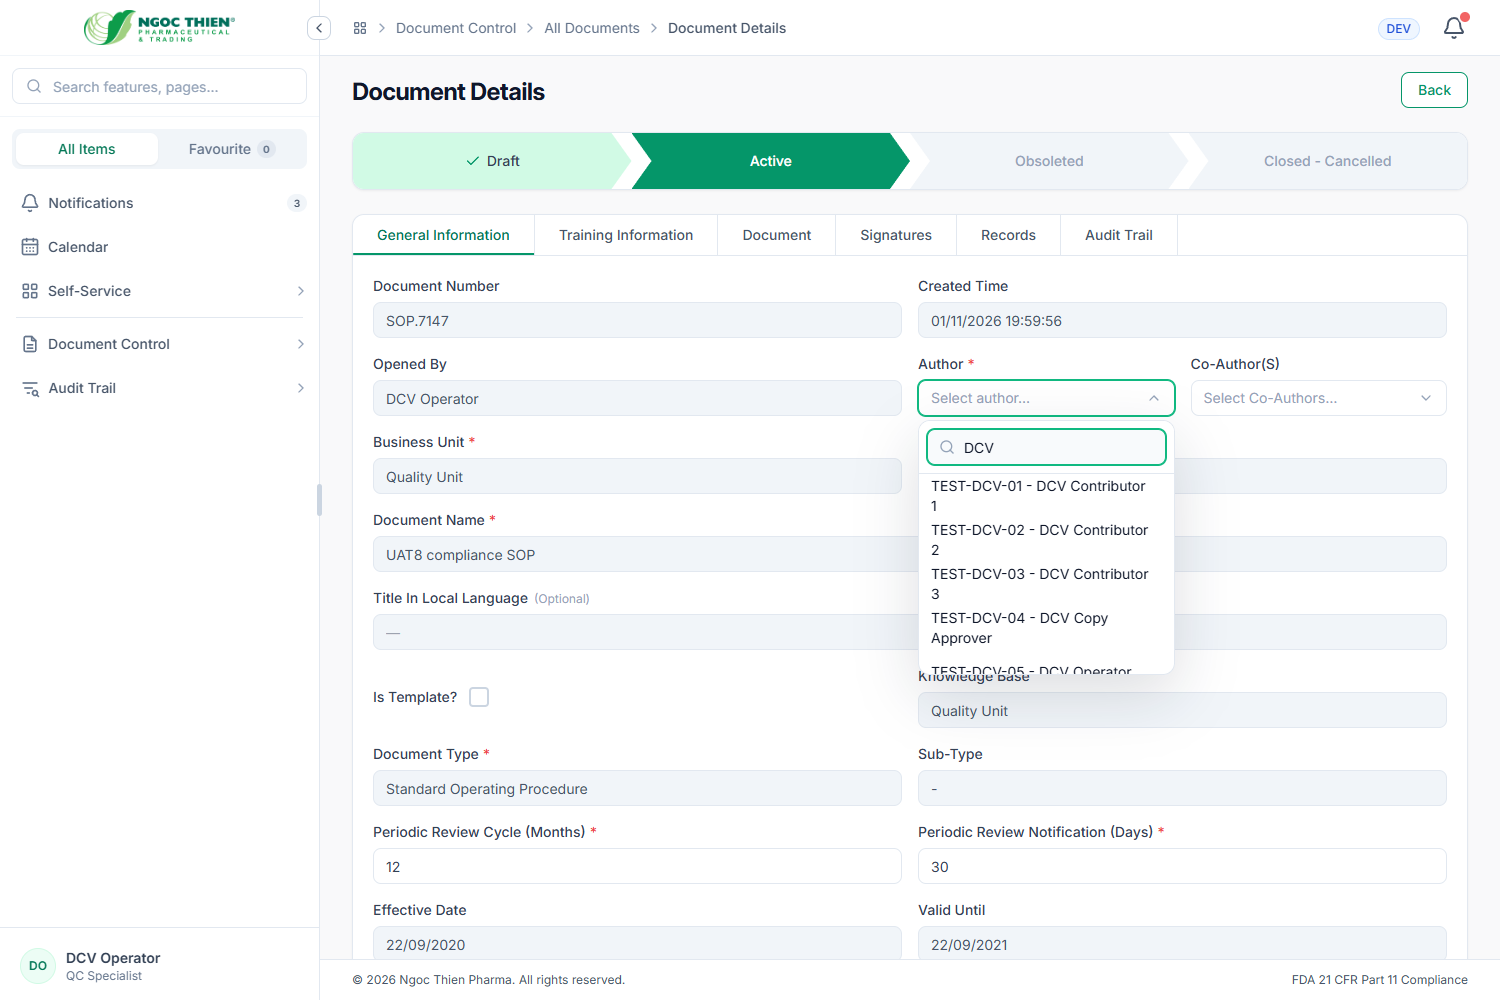 NGOC THIEN®
PHARMACEUTICAL
& TRADING
Document Control
All Documents
Document Details
DEV
Search features, pages...
All Items
Favourite 0
Notifications
3
Calendar
Self-Service
Document Control
Audit Trail
Document Details
Back
Draft
Active
Obsoleted
Closed - Cancelled
General Information
Training Information
Document
Signatures
Records
Audit Trail
Document Number
SOP.7147
Created Time
01/11/2026 19:59:56
Opened By
DCV Operator
Author *
Select author...
Co-Author(S)
Select Co-Authors...
DCV
TEST-DCV-01 - DCV Contributor
1
TEST-DCV-02 - DCV Contributor
2
TEST-DCV-03 - DCV Contributor
3
TEST-DCV-04 - DCV Copy
Approver
TEST-DCV-05 - DCV Operator
Business Unit *
Quality Unit
Document Name *
UAT8 compliance SOP
Title In Local Language (Optional)
—
Is Template?
Knowledge Base
Quality Unit
Document Type *
Standard Operating Procedure
Sub-Type
-
Periodic Review Cycle (Months) *
12
Periodic Review Notification (Days) *
30
Effective Date
22/09/2020
Valid Until
22/09/2021
DO
DCV Operator
QC Specialist
© 2026 Ngoc Thien Pharma. All rights reserved.
FDA 21 CFR Part 11 Compliance